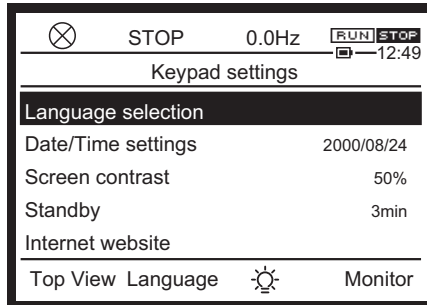 STOP 0.0Hz RUN STOP
12:49
Keypad settings
Language selection
Date/Time settings 2000/08/24
Screen contrast 50%
Standby 3min
Internet website
Top View Language Monitor